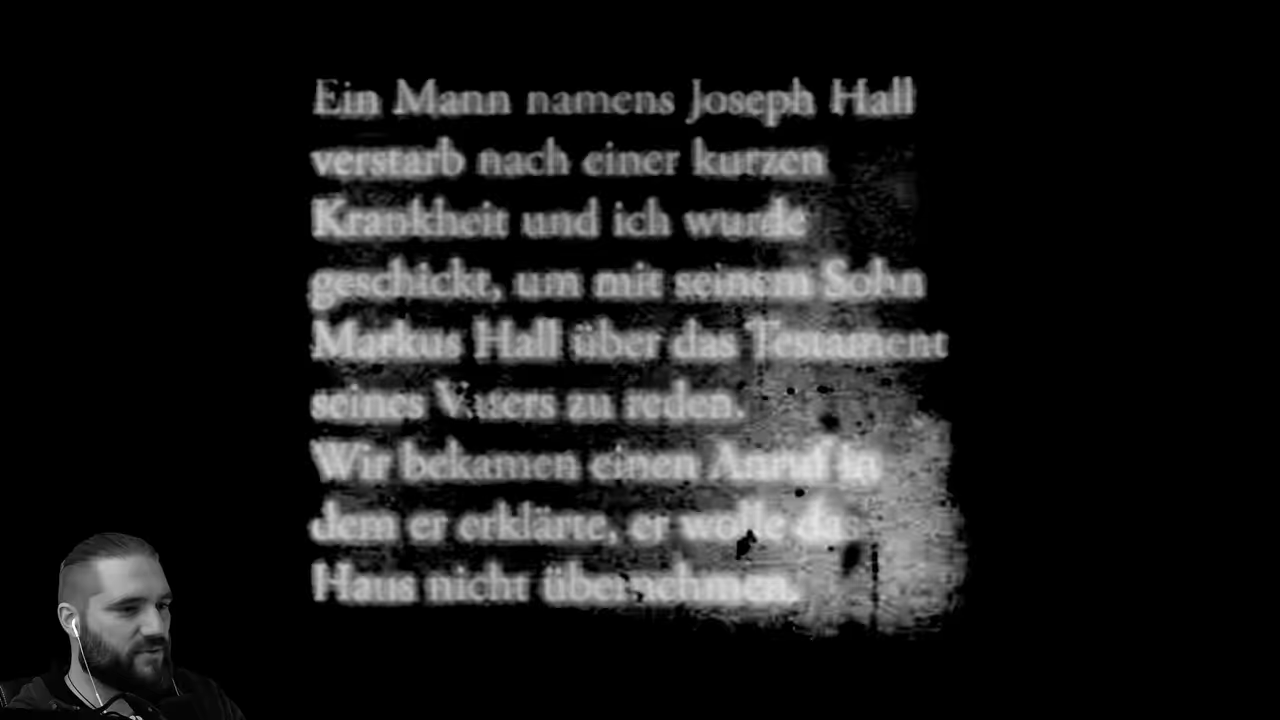 Ein Mann namens Joseph Hall
verstarb nach einer kurzen
Krankheit und ich wurde
geschickt, um mit seinem Sohn
Markus Hall über das Testament
seines Vaters zu reden.
Wir bekamen einen Anruf in
dem er erklärte, er wolle das
Haus nicht übernehmen.